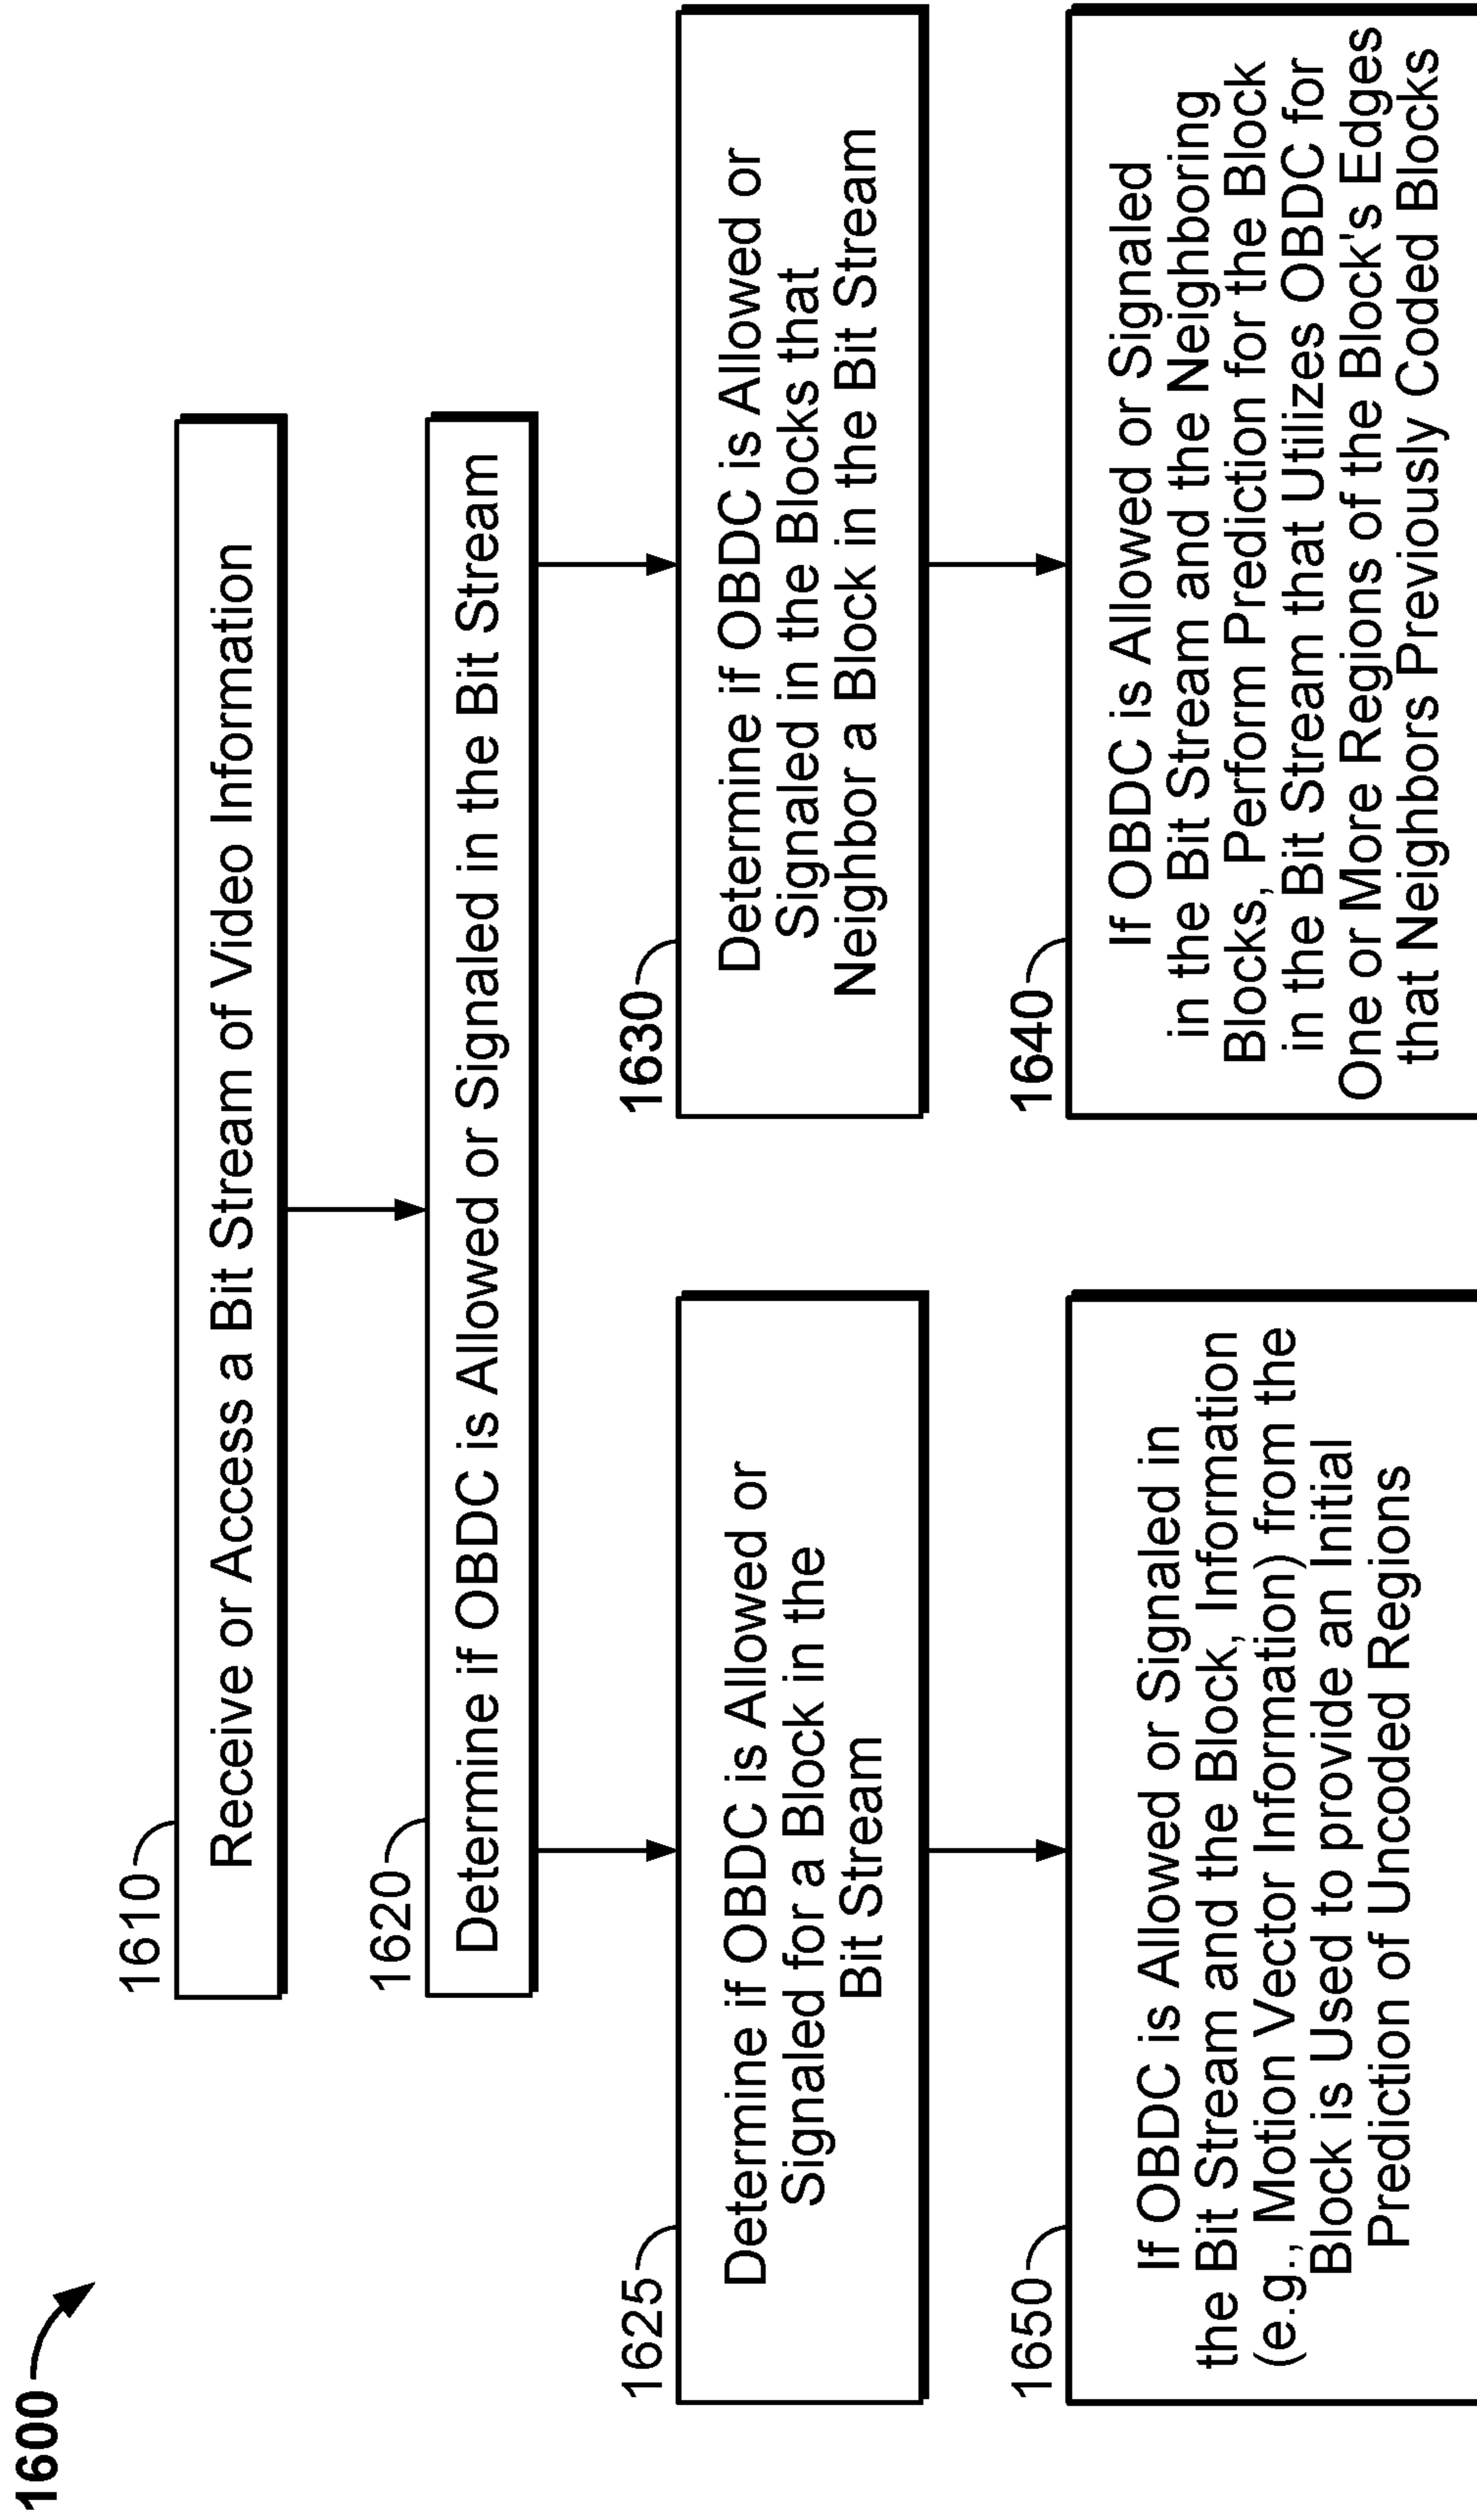 1600
1610
Receive or Access a Bit Stream of Video Information
1620
Determine if OBDC is Allowed or Signaled in the Bit Stream
1625
Determine if OBDC is Allowed or
Signaled for a Block in the
Bit Stream
1630
Determine if OBDC is Allowed or
Signaled in the Blocks that
Neighbor a Block in the Bit Stream
1650
If OBDC is Allowed or Signaled in
the Bit Stream and the Block, Information
(e.g., Motion Vector Information) from the
Block is Used to provide an Initial
Prediction of Uncoded Regions
1640
If OBDC is Allowed or Signaled
in the Bit Stream and the Neighboring
Blocks, Perform Prediction for the Block
in the Bit Stream that Utilizes OBDC for
One or More Regions of the Block's Edges
that Neighbors Previously Coded Blocks